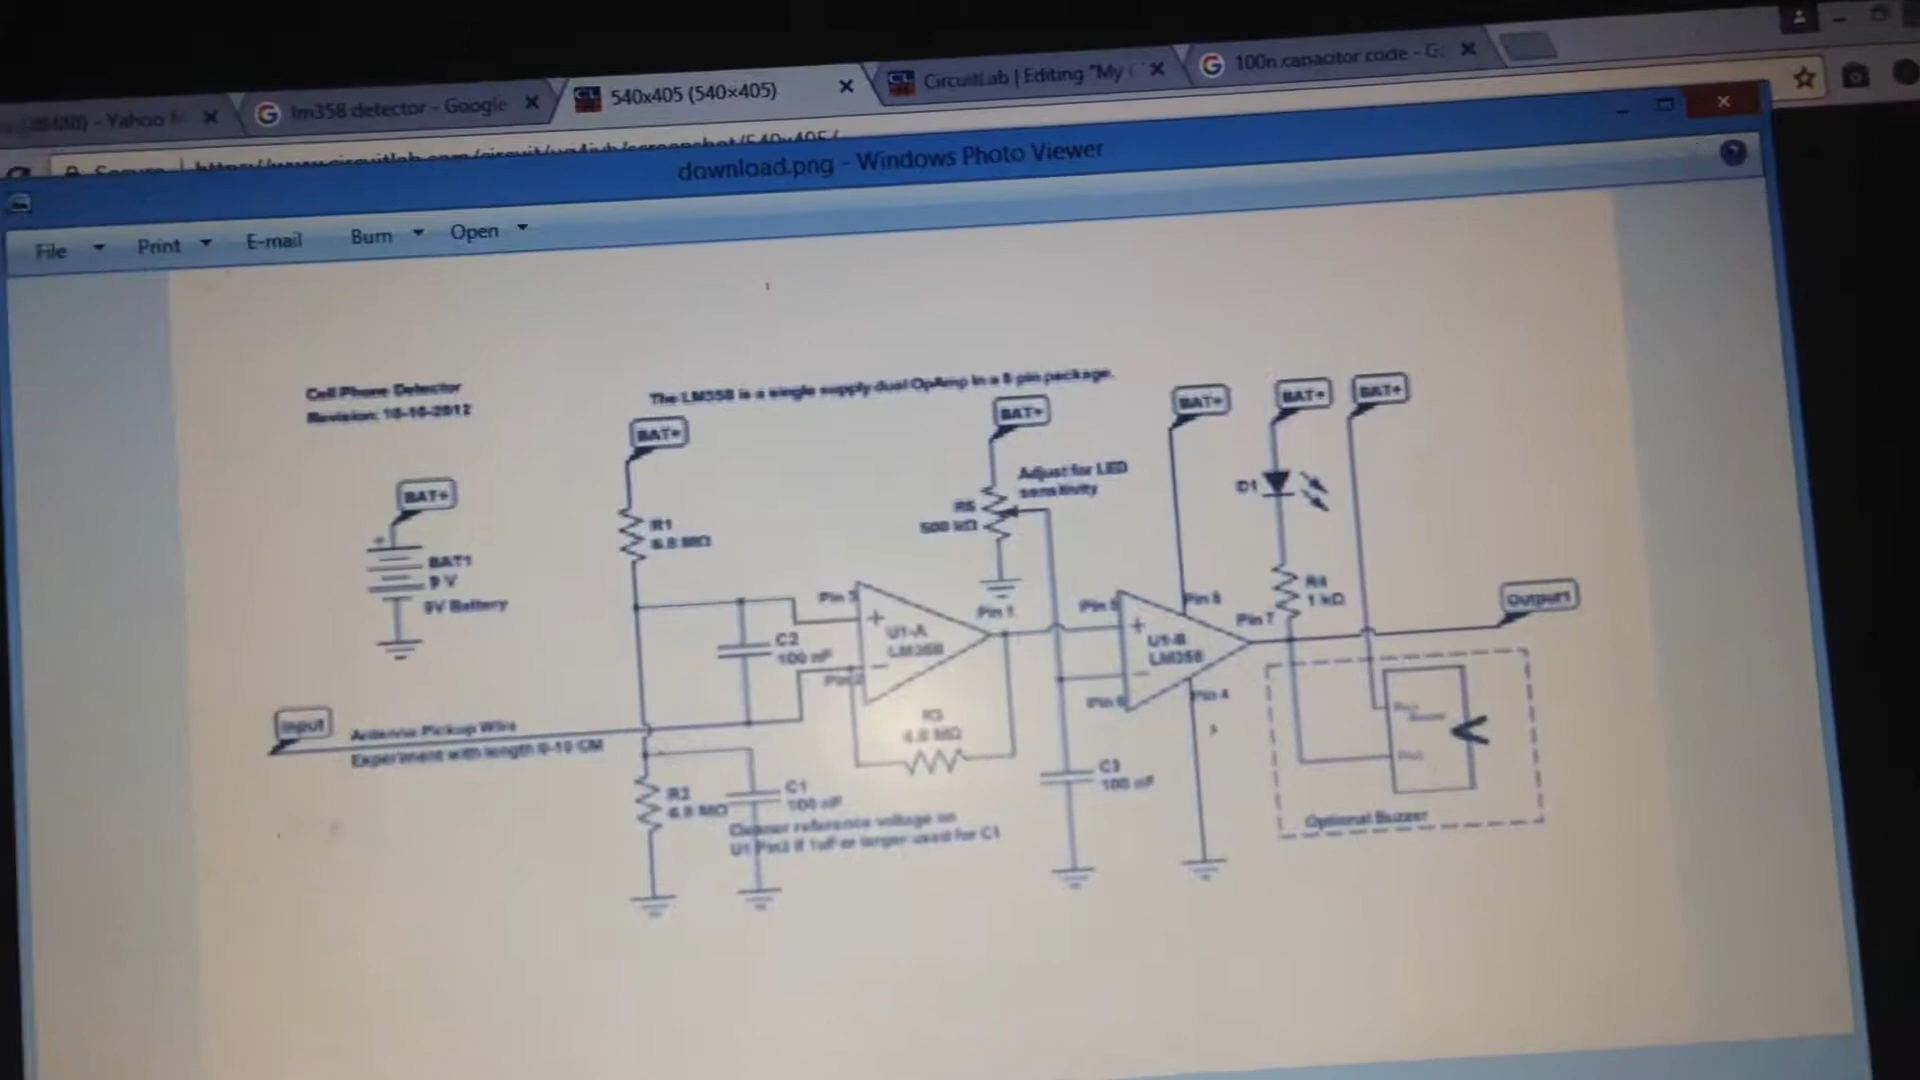 Yahoo
lm358 detector - Google
540x405 (540×405)
CircuitLab | Editing "My
100n capacitor code - G
Secure
download.png - Windows Photo Viewer
File
Print
E-mail
Burn
Open
Cell Phone Detector
Revision: 10-10-2012
The LM358 is a single supply dual OpAmp in a 8 pin package.
BAT+
BAT+
BAT+
BAT+
BAT+
BAT+
Adjust for LED
sensitivity
R5
500 kΩ
D1
R1
6.8 MΩ
BAT1
9 V
9V Battery
R4
1 kΩ
Output1
Pin 3
Pin 1
Pin 5
Pin 8
Pin 7
U1-A
LM358
U1-B
LM358
C2
100 nF
Pin 2
Pin 6
Pin 4
Input
Antenna Pickup Wire
Experiment with length 0-10 CM
R3
6.8 MΩ
C3
100 nF
R2
6.8 MΩ
C1
100 nF
Cleaner reference voltage on
U1 Pin3 if 1uF or larger used for C1
Optional Buzzer